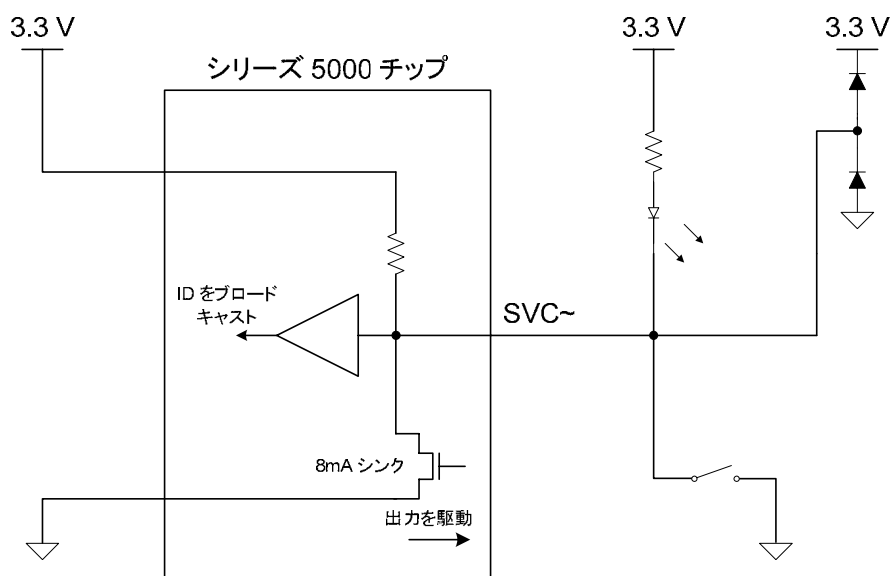 3.3 V
3.3 V
3.3 V
シリーズ 5000 チップ
ID をブロード
キャスト
SVC~
8mA シンク
出力を駆動